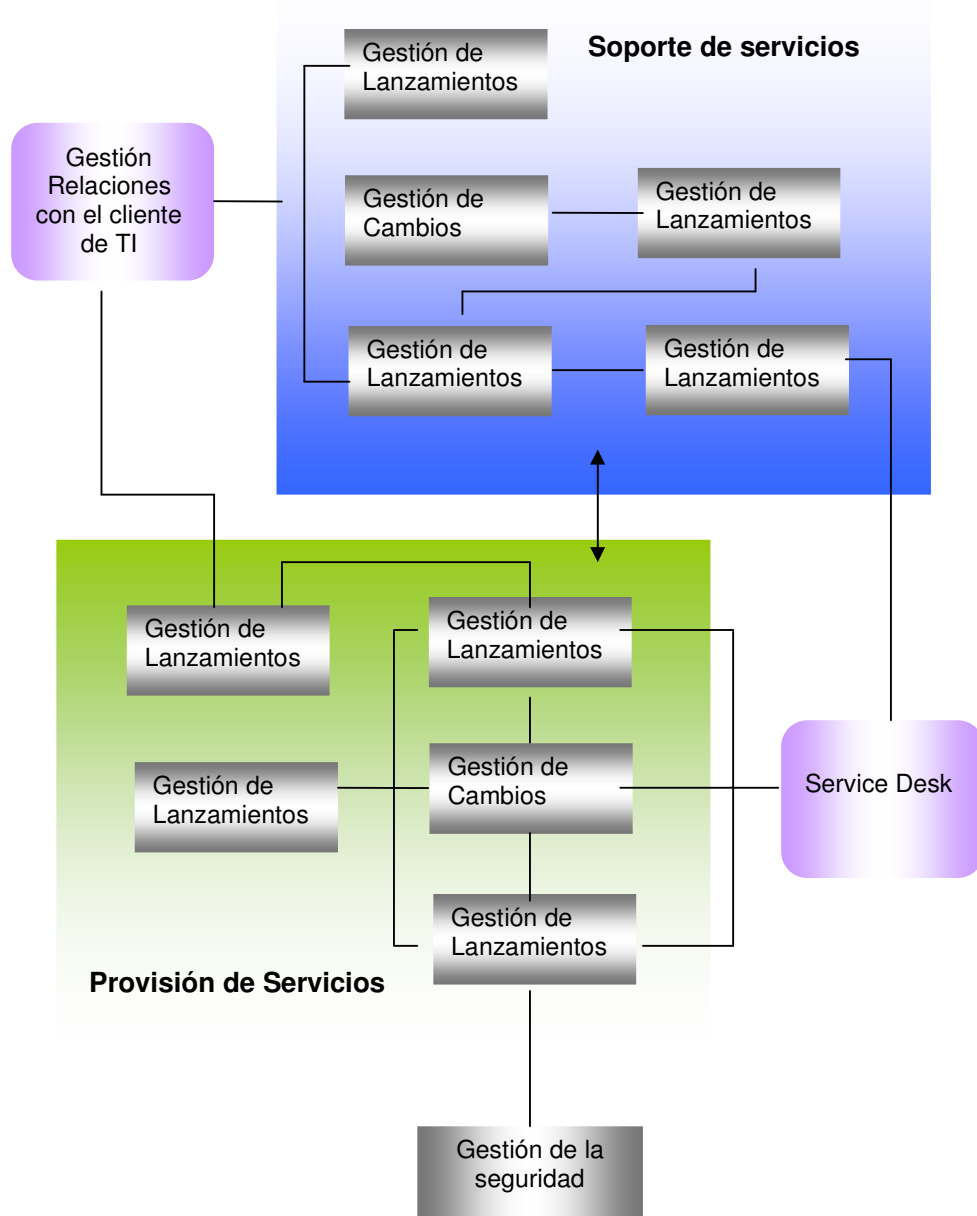 Gestión de
Lanzamientos
Soporte de servicios
Gestión
Relaciones
con el cliente
de TI
Gestión de
Cambios
Gestión de
Lanzamientos
Gestión de
Lanzamientos
Gestión de
Lanzamientos
Gestión de
Lanzamientos
Gestión de
Lanzamientos
Gestión de
Lanzamientos
Gestión de
Cambios
Service Desk
Gestión de
Lanzamientos
Provisión de Servicios
Gestión de la
seguridad